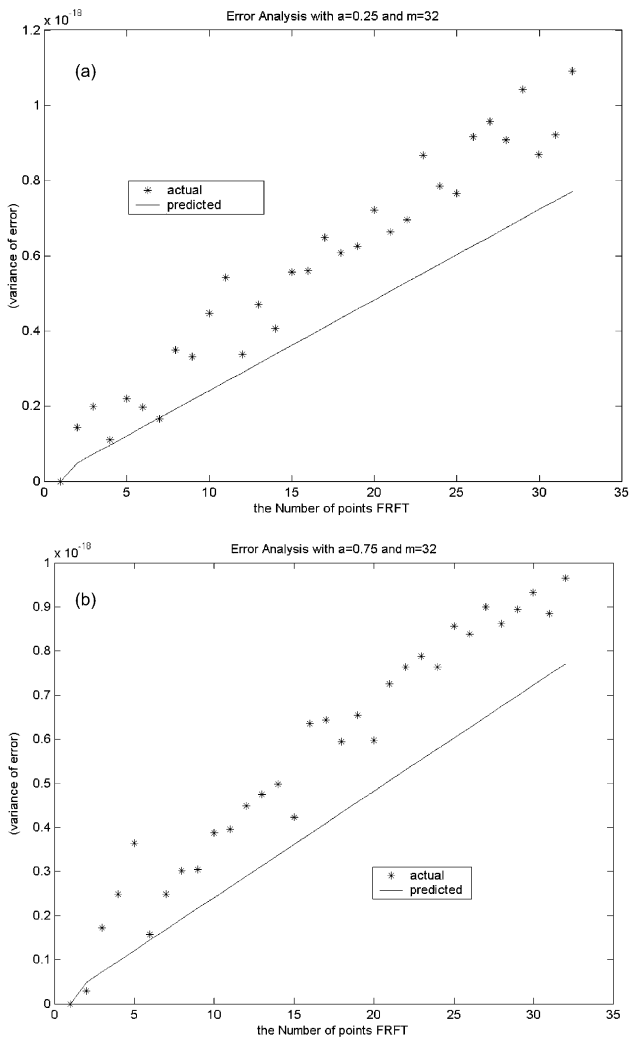 x 10⁻¹⁸
Error Analysis with a=0.25 and m=32
1.2
(a)
1
0.8
actual
predicted
0.6
(variance of error)
0.4
0.2
0
0 5 10 15 20 25 30 35
the Number of points FRFT
x 10⁻¹⁸
Error Analysis with a=0.75 and m=32
1
(b)
0.9
0.8
0.7
0.6
(variance of error)
0.5
0.4
0.3
actual
predicted
0.2
0.1
0
0 5 10 15 20 25 30 35
the Number of points FRFT